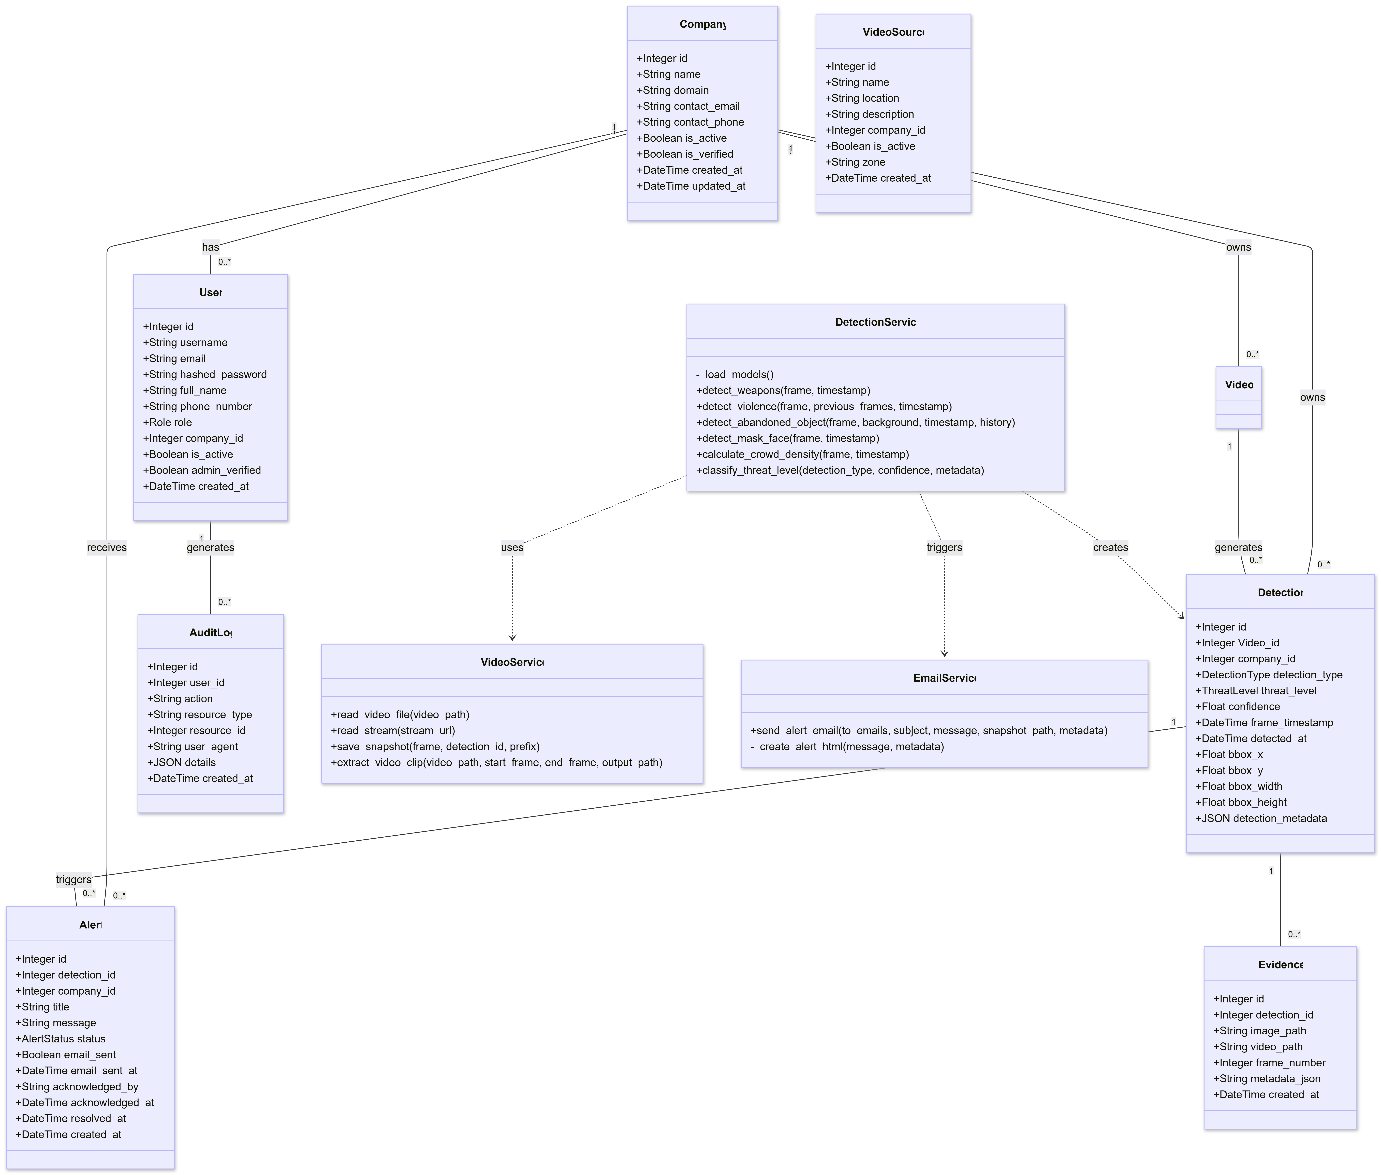 Company
+Integer id
+String name
+String domain
+String contact_email
+String contact_phone
+Boolean is_active
+Boolean is_verified
+DateTime created_at
+DateTime updated_at
VideoSource
+Integer id
+String name
+String location
+String description
+Integer company_id
+Boolean is_active
+String zone
+DateTime created_at
1
1
has
0..*
owns
0..*
owns
0..*
User
+Integer id
+String username
+String email
+String hashed_password
+String full_name
+String phone_number
+Role role
+Integer company_id
+Boolean is_active
+Boolean admin_verified
+DateTime created_at
DetectionServic
- load_models()
+detect_weapons(frame, timestamp)
+detect_violence(frame, previous_frames, timestamp)
+detect_abandoned_object(frame, background, timestamp, history)
+detect_mask_face(frame, timestamp)
+calculate_crowd_density(frame, timestamp)
+classify_threat_level(detection_type, confidence, metadata)
Video
1
generates
0..*
receives
1
generates
0..*
uses
triggers
creates
AuditLog
+Integer id
+Integer user_id
+String action
+String resource_type
+Integer resource_id
+String user_agent
+JSON details
+DateTime created_at
VideoService
+read_video_file(video_path)
+read_stream(stream_url)
+save_snapshot(frame, detection_id, prefix)
+extract_video_clip(video_path, start_frame, end_frame, output_path)
EmailService
+send_alert_email(to_emails, subject, message, snapshot_path, metadata)
- create_alert_html(message, metadata)
Detection
+Integer id
+Integer Video_id
+Integer company_id
+DetectionType detection_type
+ThreatLevel threat_level
+Float confidence
+DateTime frame_timestamp
+DateTime detected_at
+Float bbox_x
+Float bbox_y
+Float bbox_width
+Float bbox_height
+JSON detection_metadata
1
triggers
0..*
0..*
1
0..*
Alert
+Integer id
+Integer detection_id
+Integer company_id
+String title
+String message
+AlertStatus status
+Boolean email_sent
+DateTime email_sent_at
+String acknowledged_by
+DateTime acknowledged_at
+DateTime resolved_at
+DateTime created_at
Evidence
+Integer id
+Integer detection_id
+String image_path
+String video_path
+Integer frame_number
+String metadata_json
+DateTime created_at